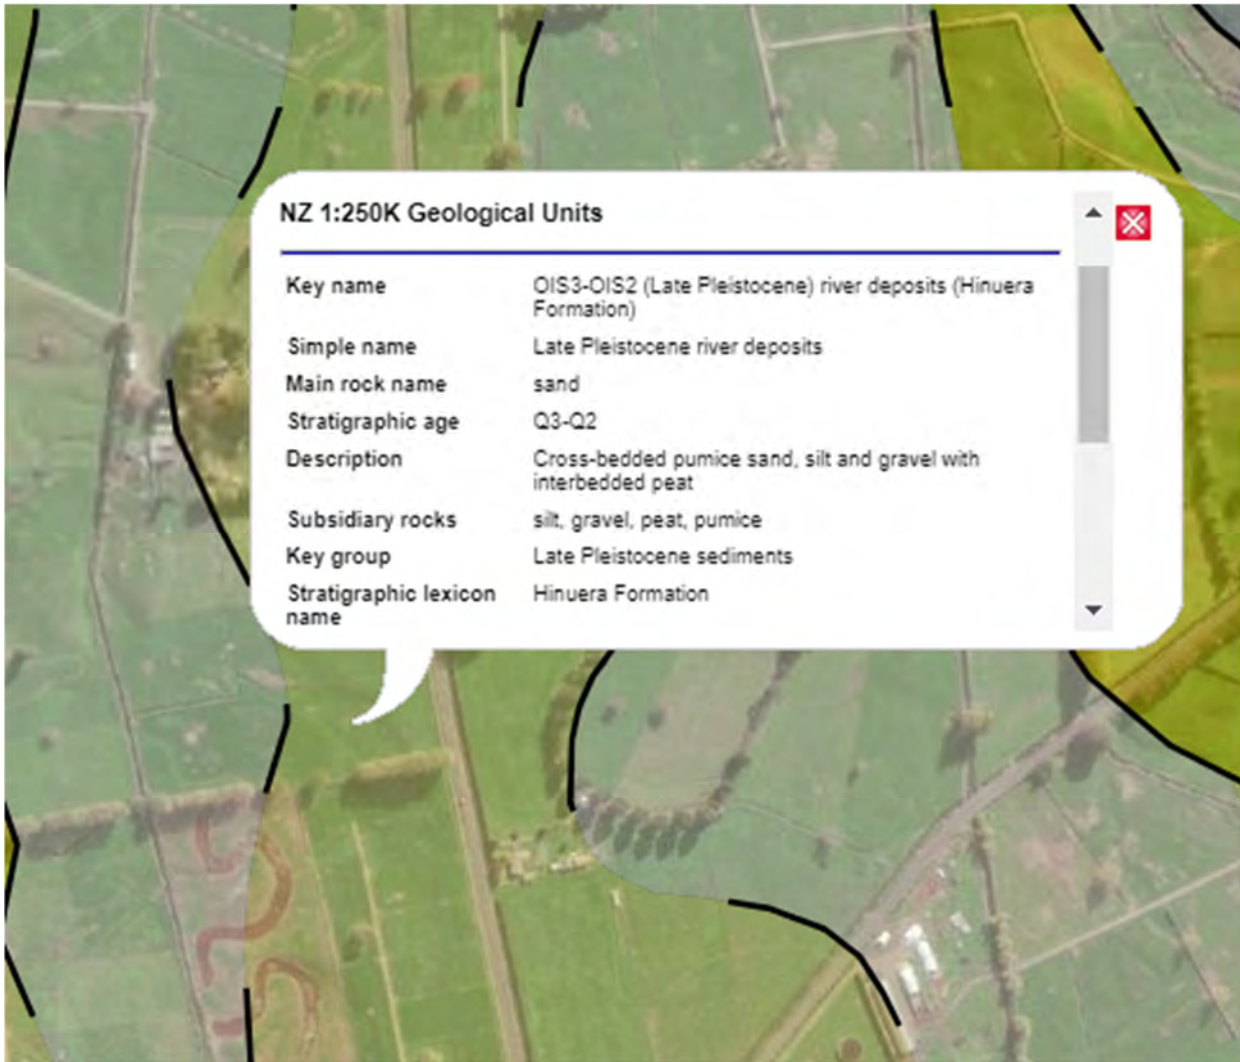 NZ 1:250K Geological Units
Key name OIS3-OIS2 (Late Pleistocene) river deposits (Hinuera
Formation)
Simple name Late Pleistocene river deposits
Main rock name sand
Stratigraphic age Q3-Q2
Description Cross-bedded pumice sand, silt and gravel with
interbedded peat
Subsidiary rocks silt, gravel, peat, pumice
Key group Late Pleistocene sediments
Stratigraphic lexicon Hinuera Formation
name